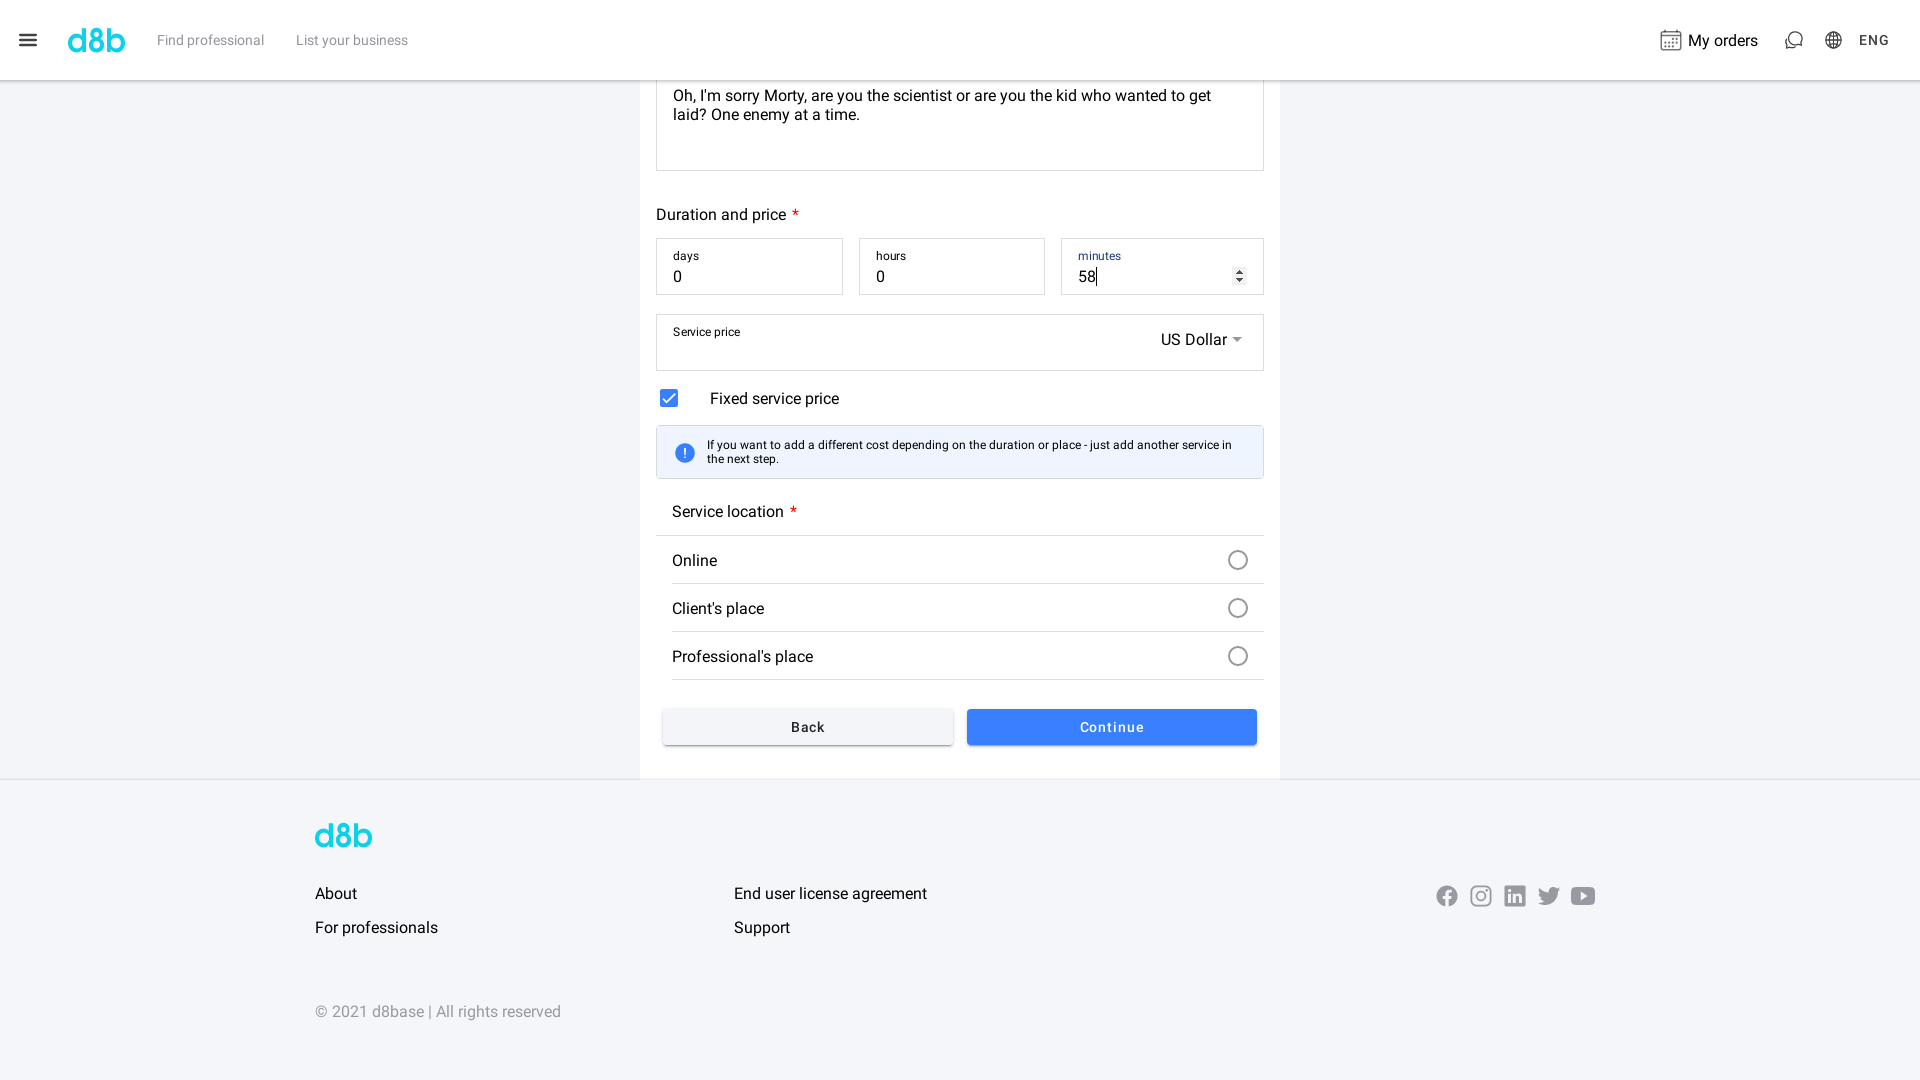 d8b
Find professional
List your business
My orders
ENG
Oh, I'm sorry Morty, are you the scientist or are you the kid who wanted to get
laid? One enemy at a time.
Duration and price *
days
0
hours
0
minutes
58
Service price
US Dollar
Fixed service price
If you want to add a different cost depending on the duration or place - just add another service in
the next step.
Service location *
Online
Client's place
Professional's place
Back
Continue
d8b
About
For professionals
End user license agreement
Support
© 2021 d8base | All rights reserved